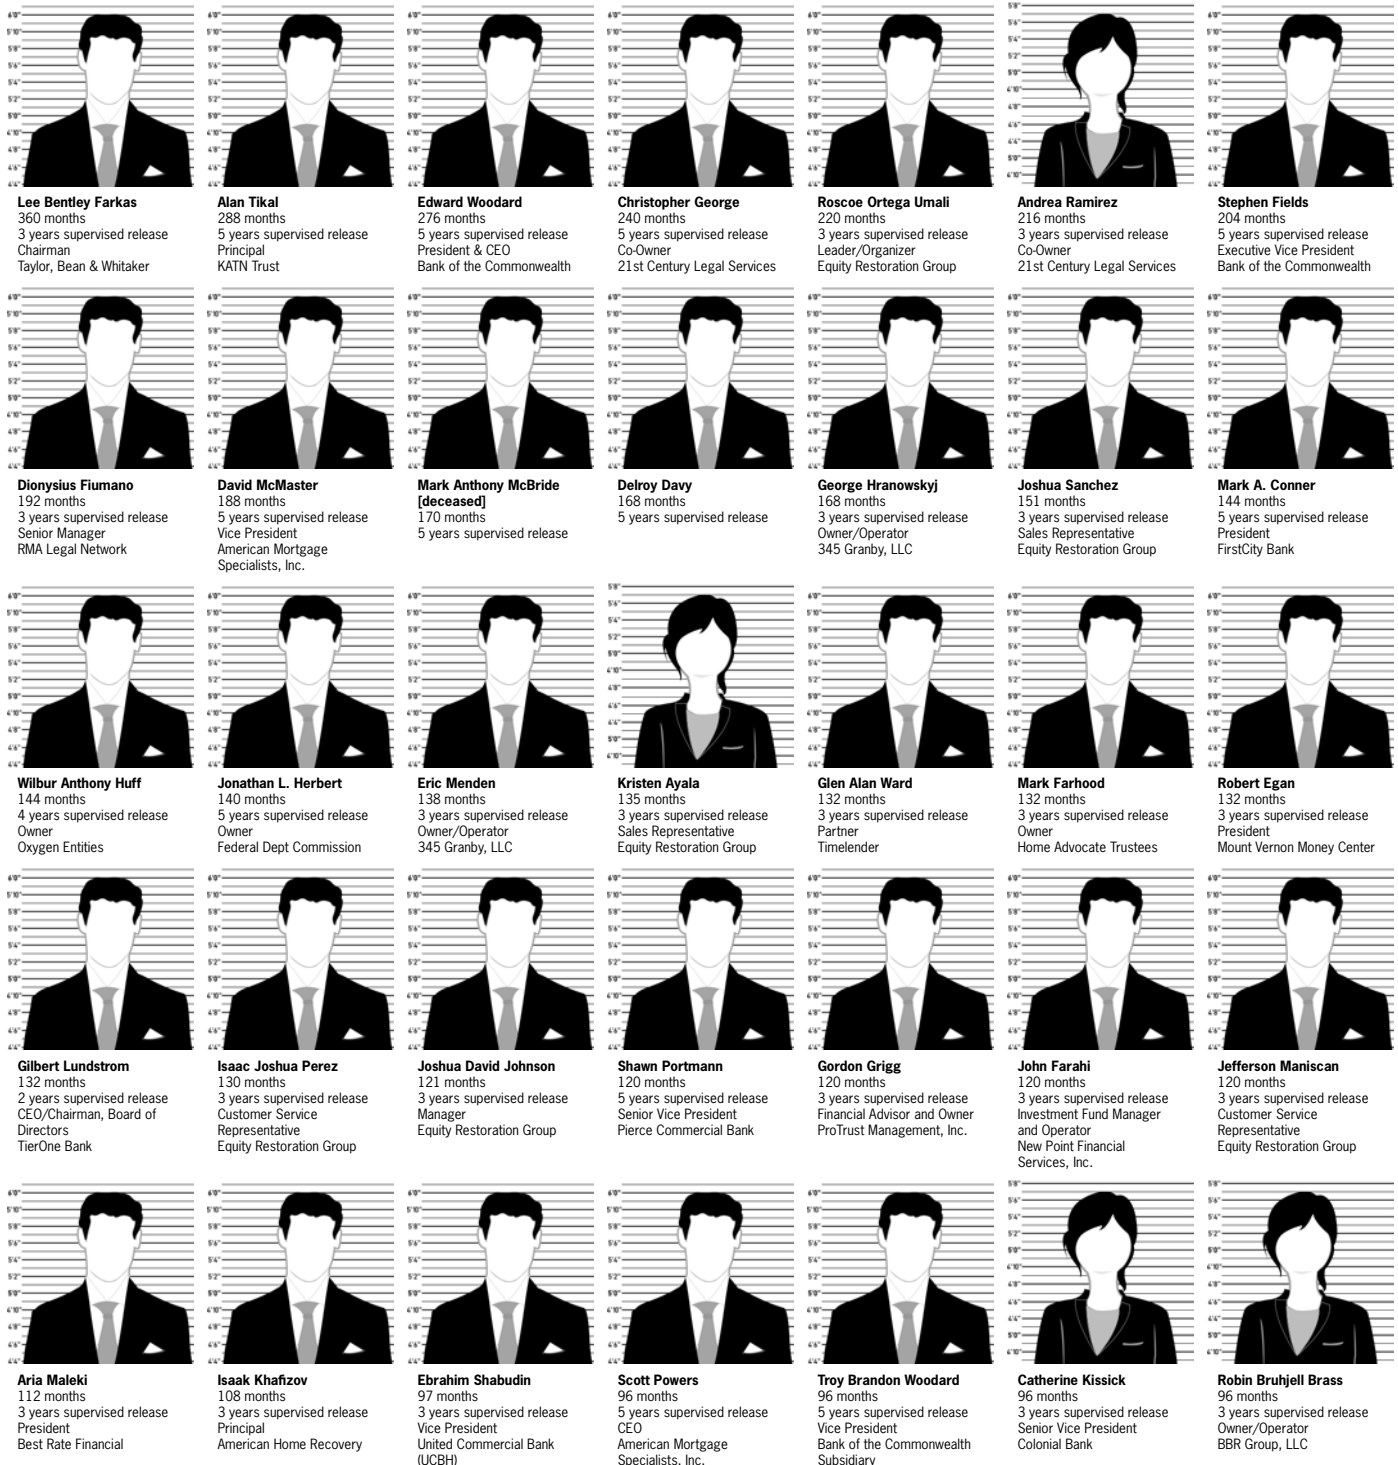 Lee Bentley Farkas
360 months
3 years supervised release
Chairman
Taylor, Bean & Whitaker
Alan Tikal
288 months
5 years supervised release
Principal
KATN Trust
Edward Woodard
276 months
5 years supervised release
President & CEO
Bank of the Commonwealth
Christopher George
240 months
5 years supervised release
Co-Owner
21st Century Legal Services
Roscoe Ortega Umali
220 months
3 years supervised release
Leader/Organizer
Equity Restoration Group
Andrea Ramirez
216 months
3 years supervised release
Co-Owner
21st Century Legal Services
Stephen Fields
204 months
5 years supervised release
Executive Vice President
Bank of the Commonwealth
Dionysius Fiumano
192 months
3 years supervised release
Senior Manager
RMA Legal Network
David McMaster
188 months
5 years supervised release
Vice President
American Mortgage
Specialists, Inc.
Mark Anthony McBride
[deceased]
170 months
5 years supervised release
Delroy Davy
168 months
5 years supervised release
George Hranowskyj
168 months
3 years supervised release
Owner/Operator
345 Granby, LLC
Joshua Sanchez
151 months
3 years supervised release
Sales Representative
Equity Restoration Group
Mark A. Conner
144 months
5 years supervised release
President
FirstCity Bank
Wilbur Anthony Huff
144 months
4 years supervised release
Owner
Oxygen Entities
Jonathan L. Herbert
140 months
5 years supervised release
Owner
Federal Dept Commission
Eric Menden
138 months
3 years supervised release
Owner/Operator
345 Granby, LLC
Kristen Ayala
135 months
3 years supervised release
Sales Representative
Equity Restoration Group
Glen Alan Ward
132 months
3 years supervised release
Partner
Timelender
Mark Farhood
132 months
3 years supervised release
Owner
Home Advocate Trustees
Robert Egan
132 months
3 years supervised release
President
Mount Vernon Money Center
Gilbert Lundstrom
132 months
2 years supervised release
CEO/Chairman, Board of
Directors
TierOne Bank
Isaac Joshua Perez
130 months
3 years supervised release
Customer Service
Representative
Equity Restoration Group
Joshua David Johnson
121 months
3 years supervised release
Manager
Equity Restoration Group
Shawn Portmann
120 months
5 years supervised release
Senior Vice President
Pierce Commercial Bank
Gordon Grigg
120 months
3 years supervised release
Financial Advisor and Owner
ProTrust Management, Inc.
John Farahi
120 months
3 years supervised release
Investment Fund Manager
and Operator
New Point Financial
Services, Inc.
Jefferson Maniscan
120 months
3 years supervised release
Customer Service
Representative
Equity Restoration Group
Aria Maleki
112 months
3 years supervised release
President
Best Rate Financial
Isaak Khafizov
108 months
3 years supervised release
Principal
American Home Recovery
Ebrahim Shabudin
97 months
3 years supervised release
Vice President
United Commercial Bank
(UCBH)
Scott Powers
96 months
5 years supervised release
CEO
American Mortgage
Specialists, Inc.
Troy Brandon Woodard
96 months
5 years supervised release
Vice President
Bank of the Commonwealth
Subsidiary
Catherine Kissick
96 months
3 years supervised release
Senior Vice President
Colonial Bank
Robin Bruhjell Brass
96 months
3 years supervised release
Owner/Operator
BBR Group, LLC